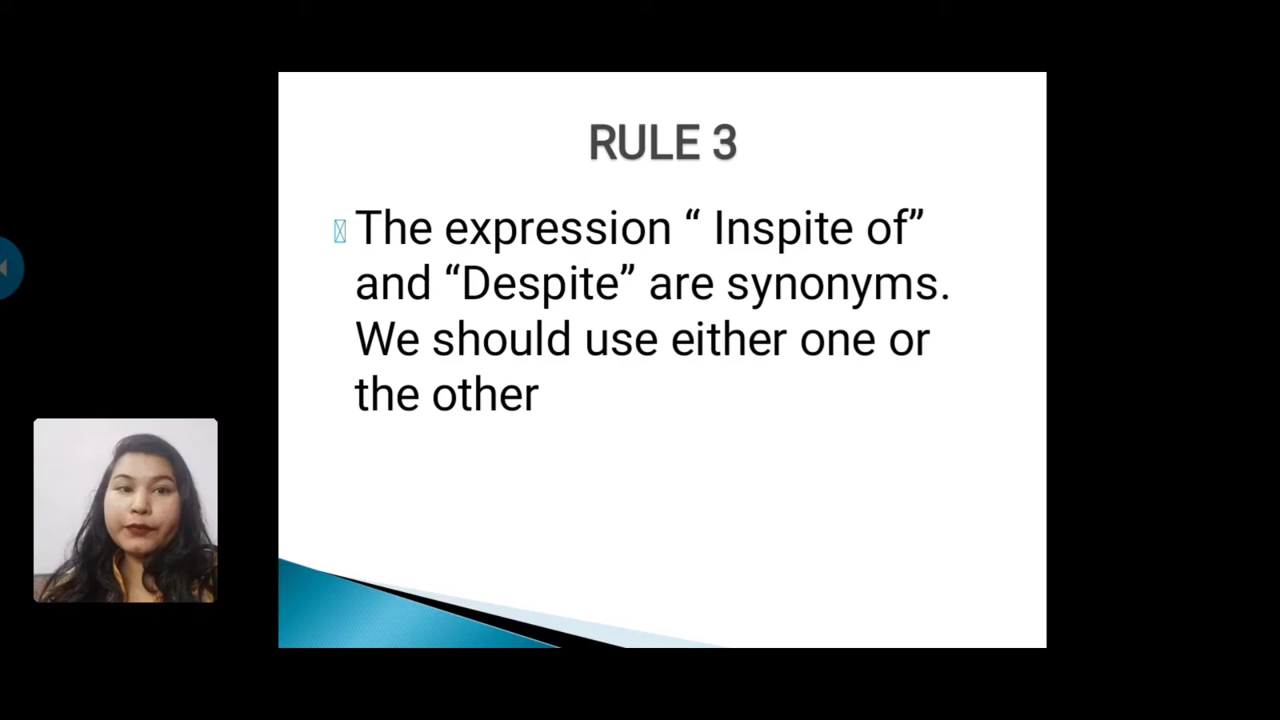 RULE 3
The expression “ Inspite of”
and “Despite” are synonyms.
We should use either one or
the other